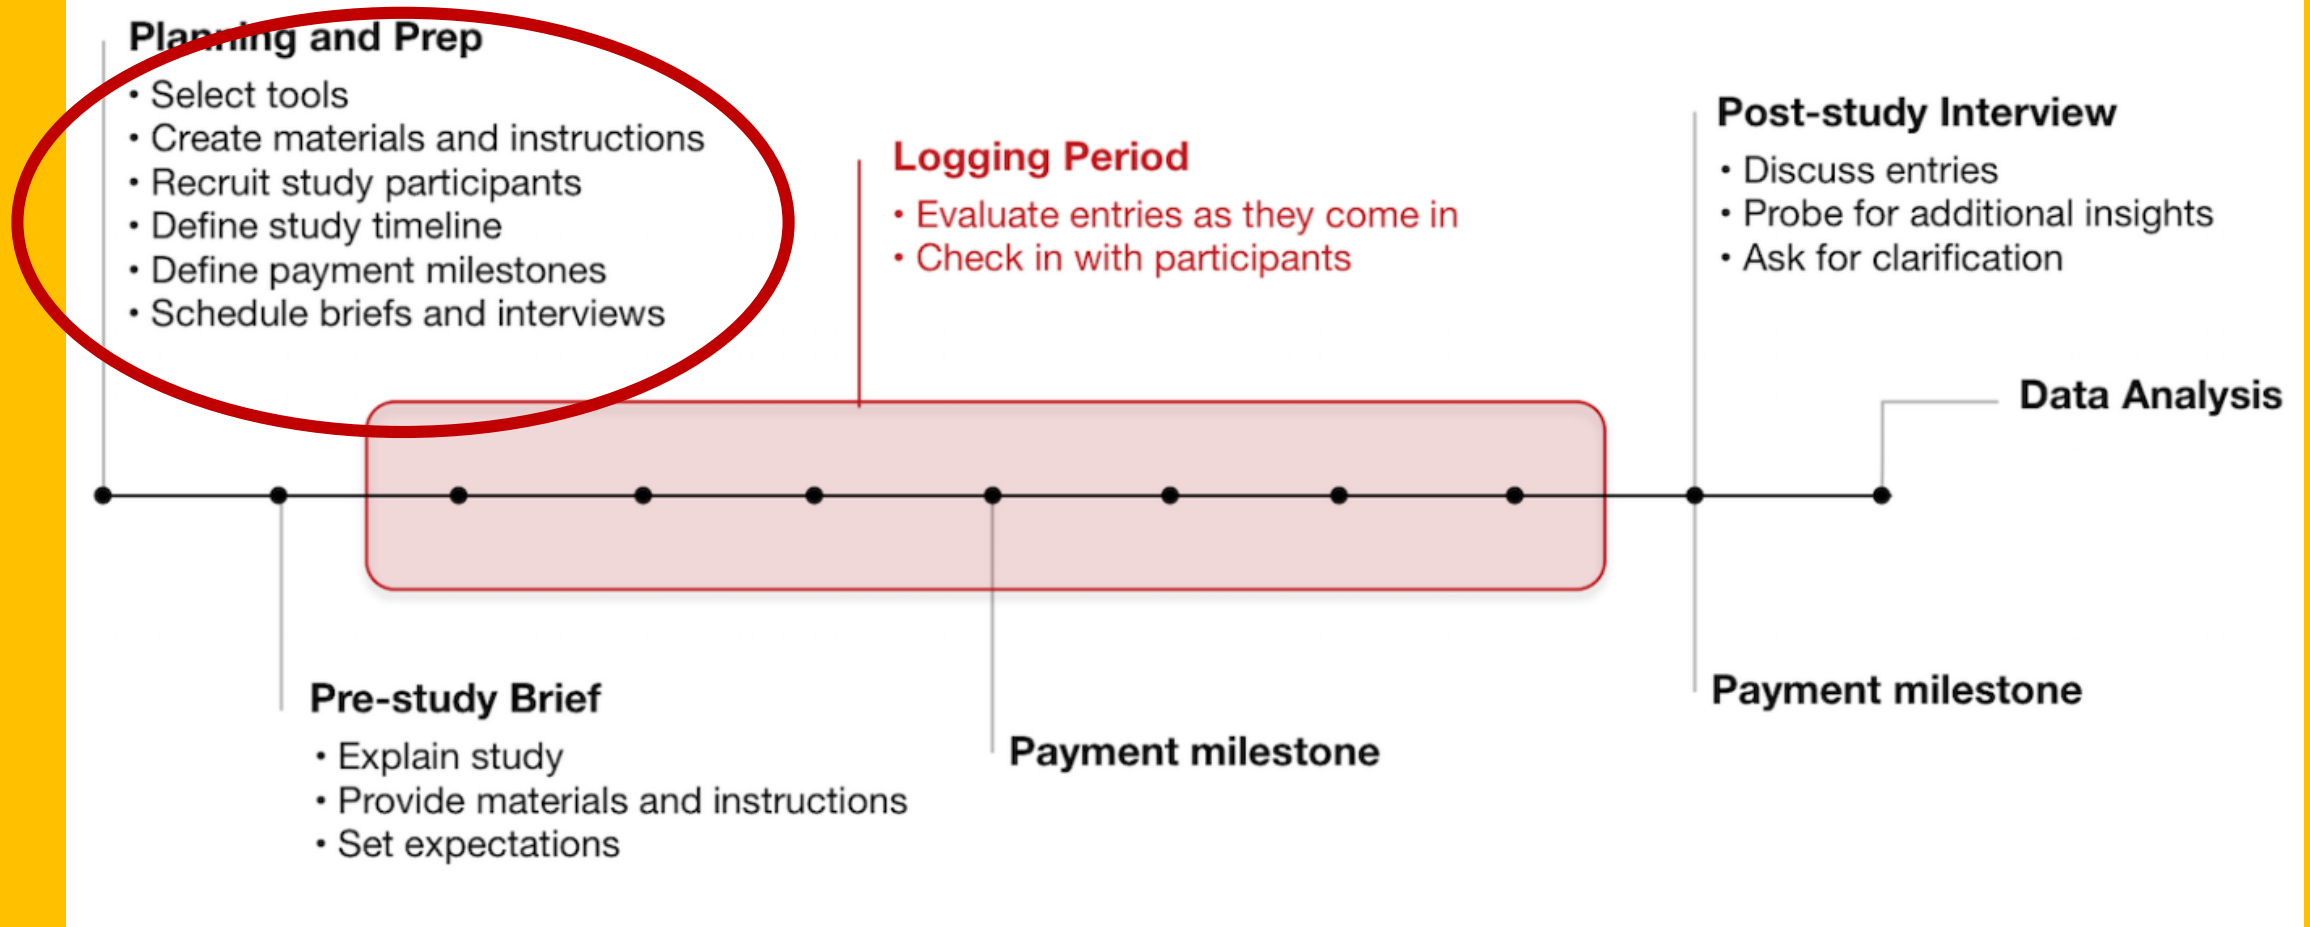 Planning and Prep
• Select tools
• Create materials and instructions
• Recruit study participants
• Define study timeline
• Define payment milestones
• Schedule briefs and interviews
Logging Period
• Evaluate entries as they come in
• Check in with participants
Post-study Interview
• Discuss entries
• Probe for additional insights
• Ask for clarification
Data Analysis
Pre-study Brief
• Explain study
• Provide materials and instructions
• Set expectations
Payment milestone
Payment milestone